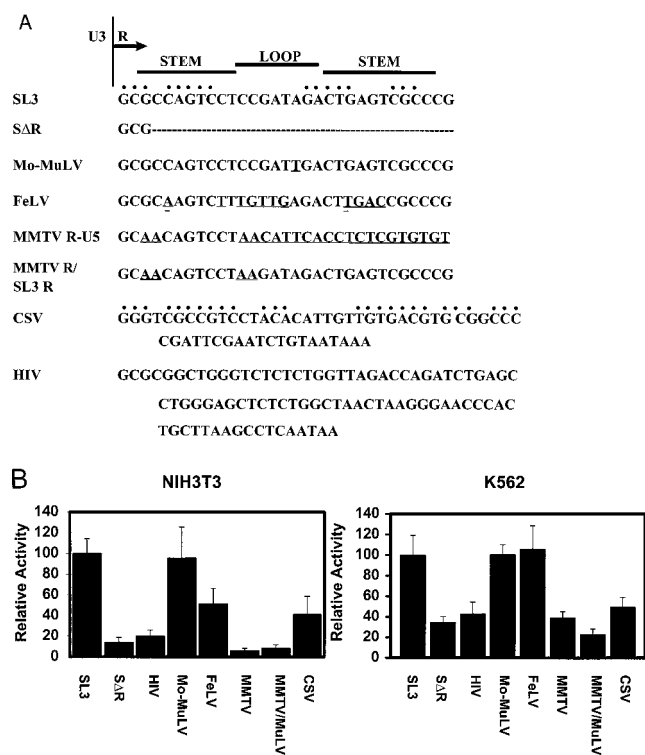 A
U3 R
STEM LOOP STEM
SL3 GCGCCAGTCCTCCGATAGACTGAGTCGCCCG
SΔR GCG-----------------------------------------------------
Mo-MuLV GCGCCAGTCCTCCGATTGACTGAGTCGCCCG
FeLV GCGCAAGTCTTTGTTGAGACTTGACCGCCCG
MMTV R-U5 GCAACAGTCCTAACATTCACCTCTCGTGTGT
MMTV R/
SL3 R GCAACAGTCCTAAGATAGACTGAGTCGCCCG
CSV GGGTCGCCGTCCTACACATTGTTGTGACGTG CGGCCC
CGATTCGAATCTGTAATAAA
HIV GCGCGGCTGGGTCTCTCTGGTTAGACCAGATCTGAGC
CTGGGAGCTCTCTGGCTAACTAAGGGAACCCAC
TGCTTAAGCCTCAATAA
B
NIH3T3
Relative Activity
140
120
100
80
60
40
20
0
SL3 SΔR HIV Mo-MuLV FeLV MMTV MMTV/MuLV CSV
K562
Relative Activity
140
120
100
80
60
40
20
0
SL3 SΔR HIV Mo-MuLV FeLV MMTV MMTV/MuLV CSV